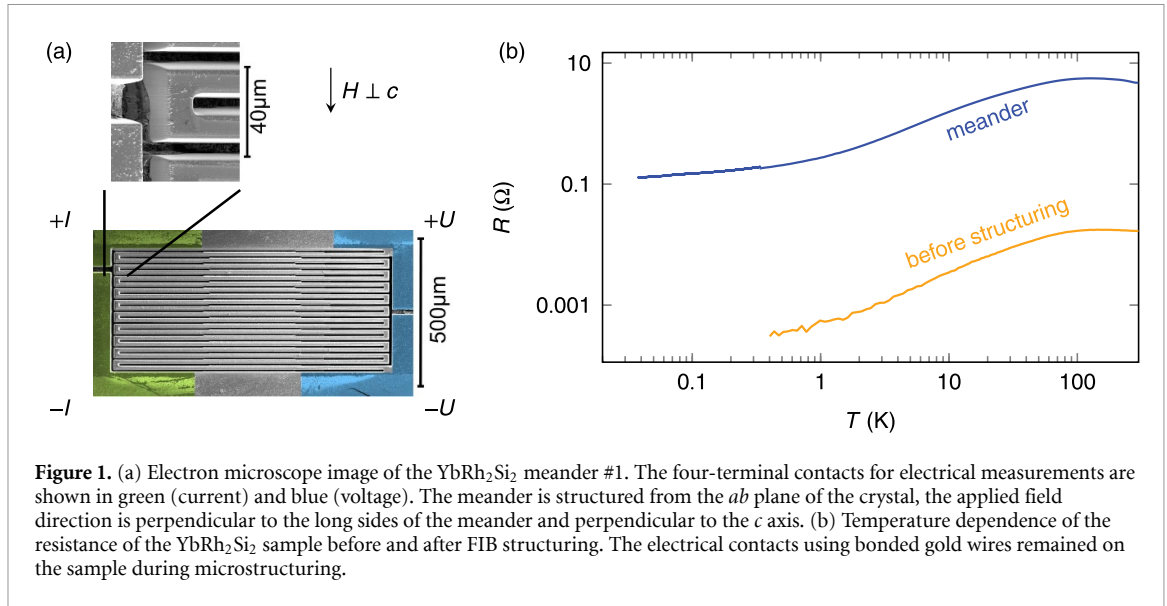 (a)
40μm
H ⊥ c
+I
+U
500μm
−I
−U
(b)
10
0.1
0.001
R (Ω)
meander
before structuring
0.1
1
10
100
T (K)
Figure 1. (a) Electron microscope image of the YbRh₂Si₂ meander #1. The four-terminal contacts for electrical measurements are
shown in green (current) and blue (voltage). The meander is structured from the ab plane of the crystal, the applied field
direction is perpendicular to the long sides of the meander and perpendicular to the c axis. (b) Temperature dependence of the
resistance of the YbRh₂Si₂ sample before and after FIB structuring. The electrical contacts using bonded gold wires remained on
the sample during microstructuring.